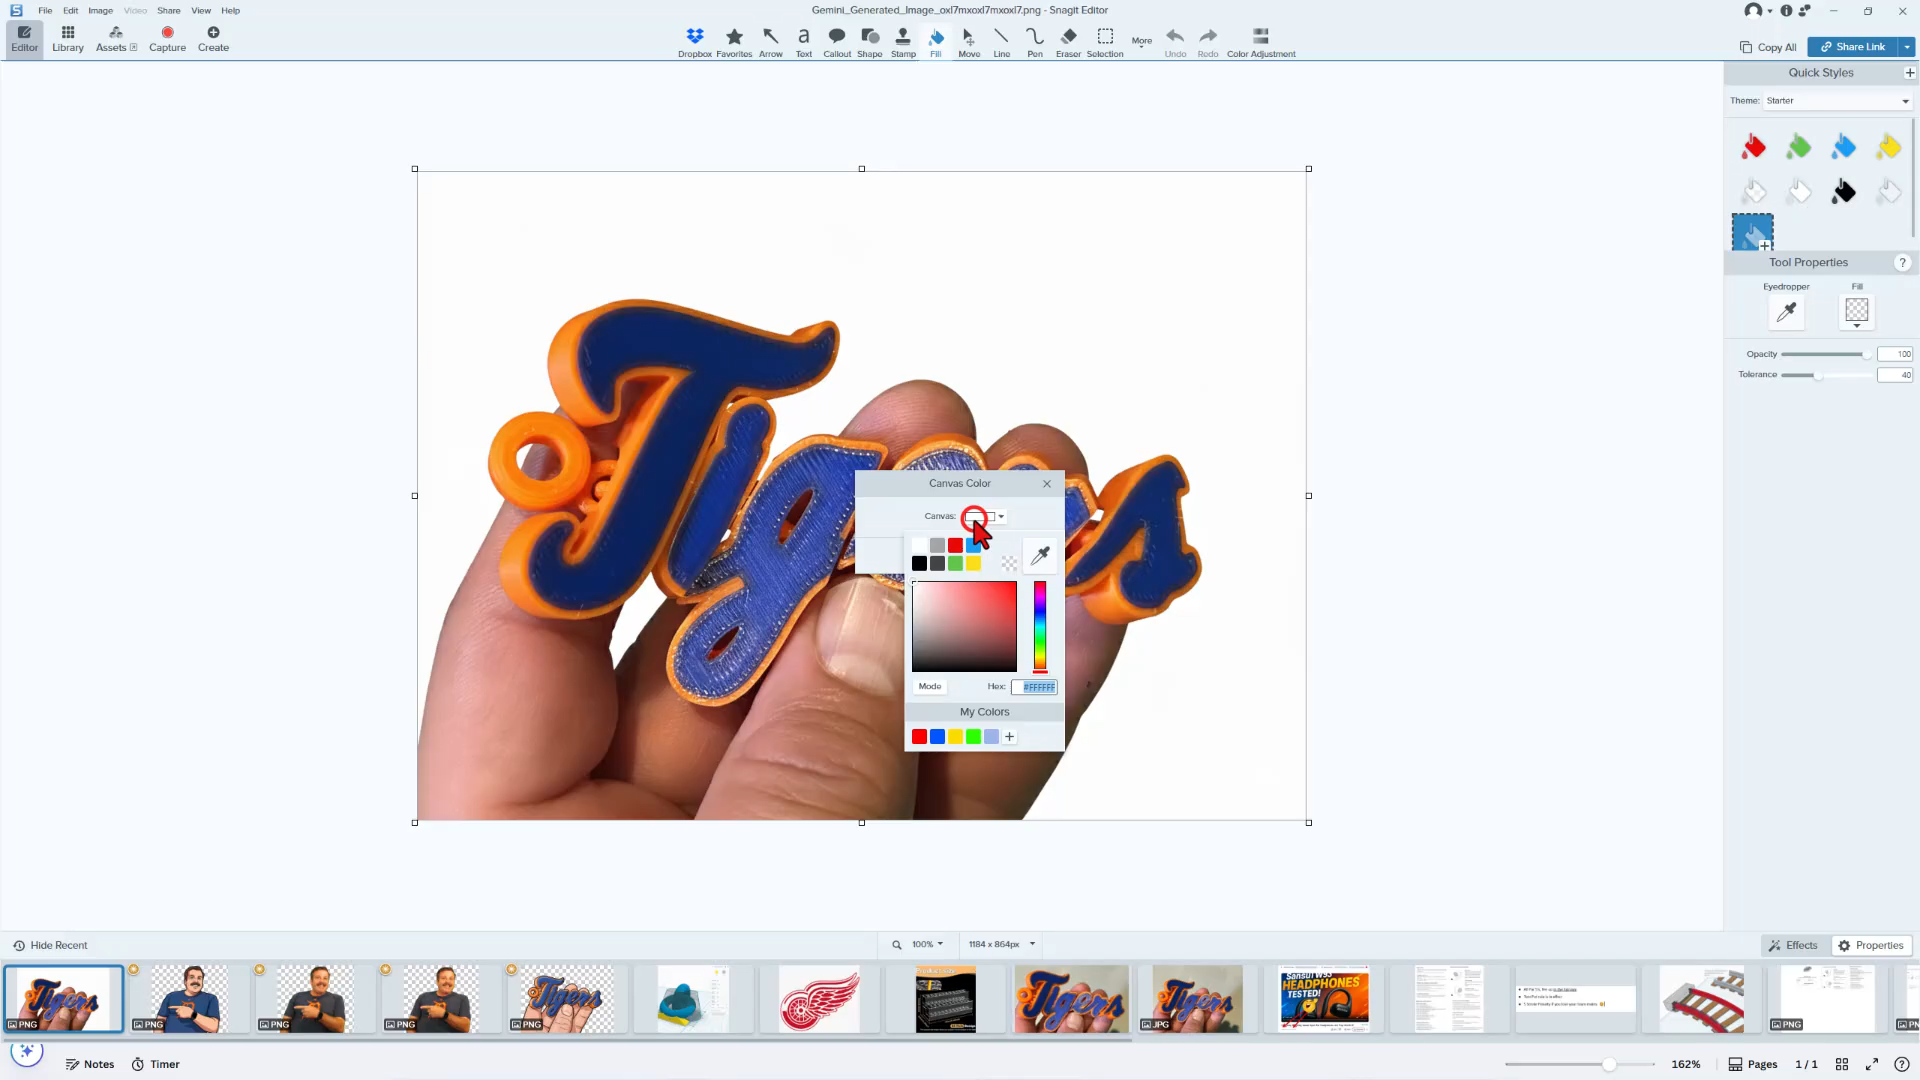 File Edit Image Video Share View Help
Gemini_Generated_Image_oxl7mxoxl7mxoxl7.png - Snagit Editor
Editor Library Assets Capture Create
Dropbox Favorites Arrow Text Callout Shape Stamp Fill Move Line Pen Eraser Selection More Undo Redo Color Adjustment
Copy All Share Link
Quick Styles
Theme: Starter
Tool Properties
Eyedropper Fill
Opacity 100
Tolerance 40
Tigers
Canvas Color
Canvas:
Mode Hex: #FFFFFF
My Colors
Hide Recent
100% 1184 x 864px
Effects Properties
Tigers
PNG
PNG
PNG
PNG
Tigers
PNG
Tigers
Tigers
JPG
HEADPHONES
TESTED!
PNG
Notes Timer
162% Pages 1 / 1